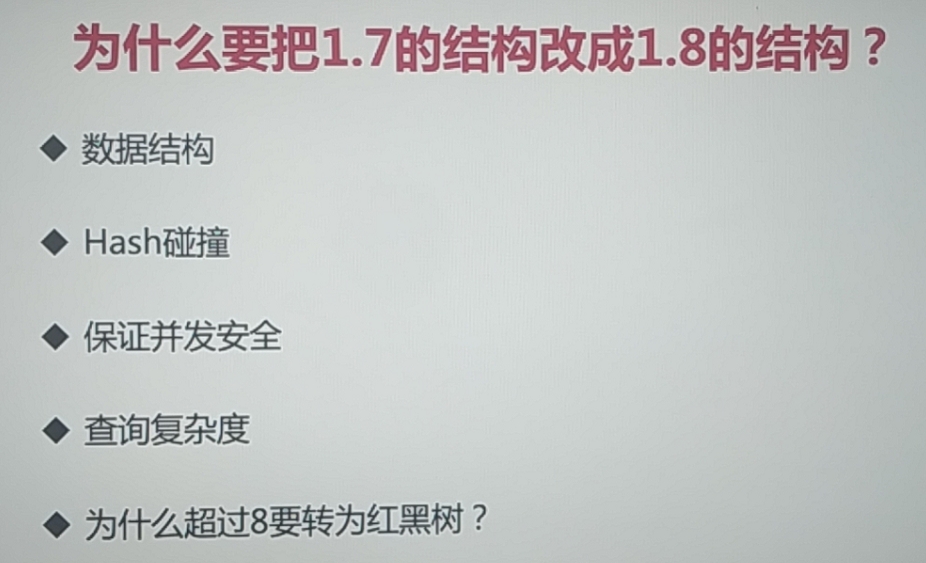 为什么要把1.7的结构改成1.8的结构？
◆ 数据结构
◆ Hash碰撞
◆ 保证并发安全
◆ 查询复杂度
◆ 为什么超过8要转为红黑树？